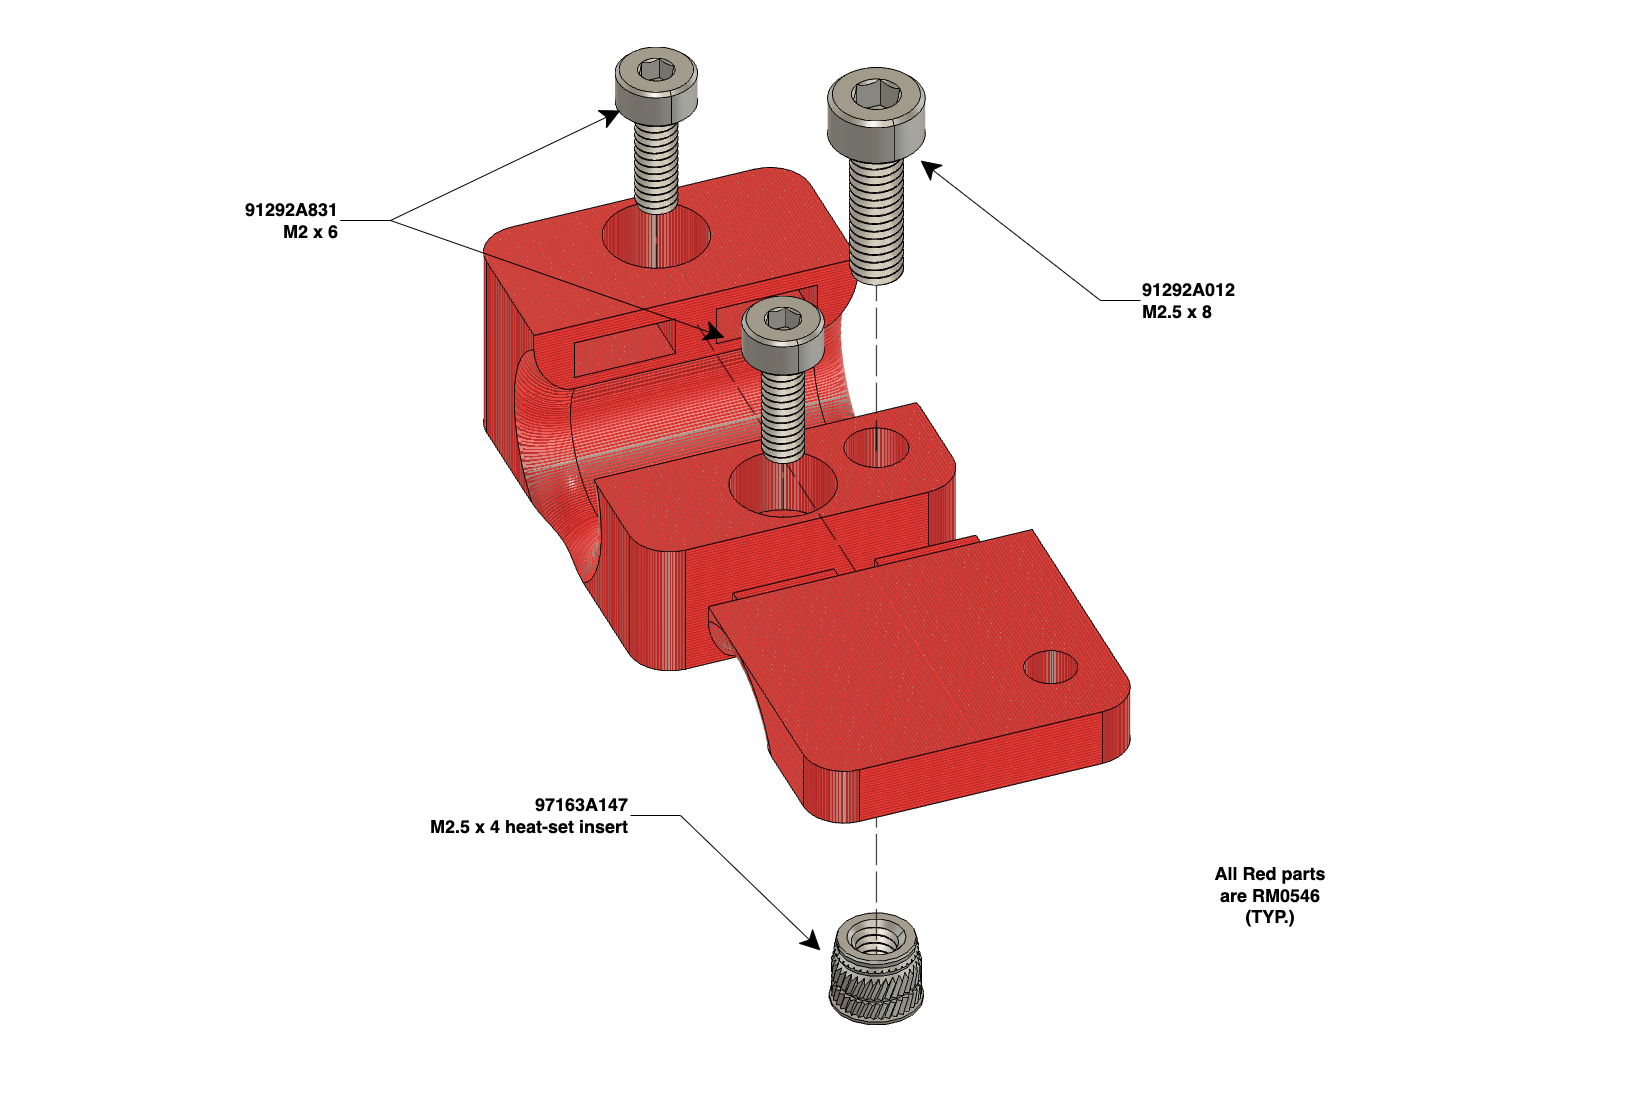 91292A831
M2 x 6
91292A012
M2.5 x 8
97163A147
M2.5 x 4 heat-set insert
All Red parts
are RM0546
(TYP.)